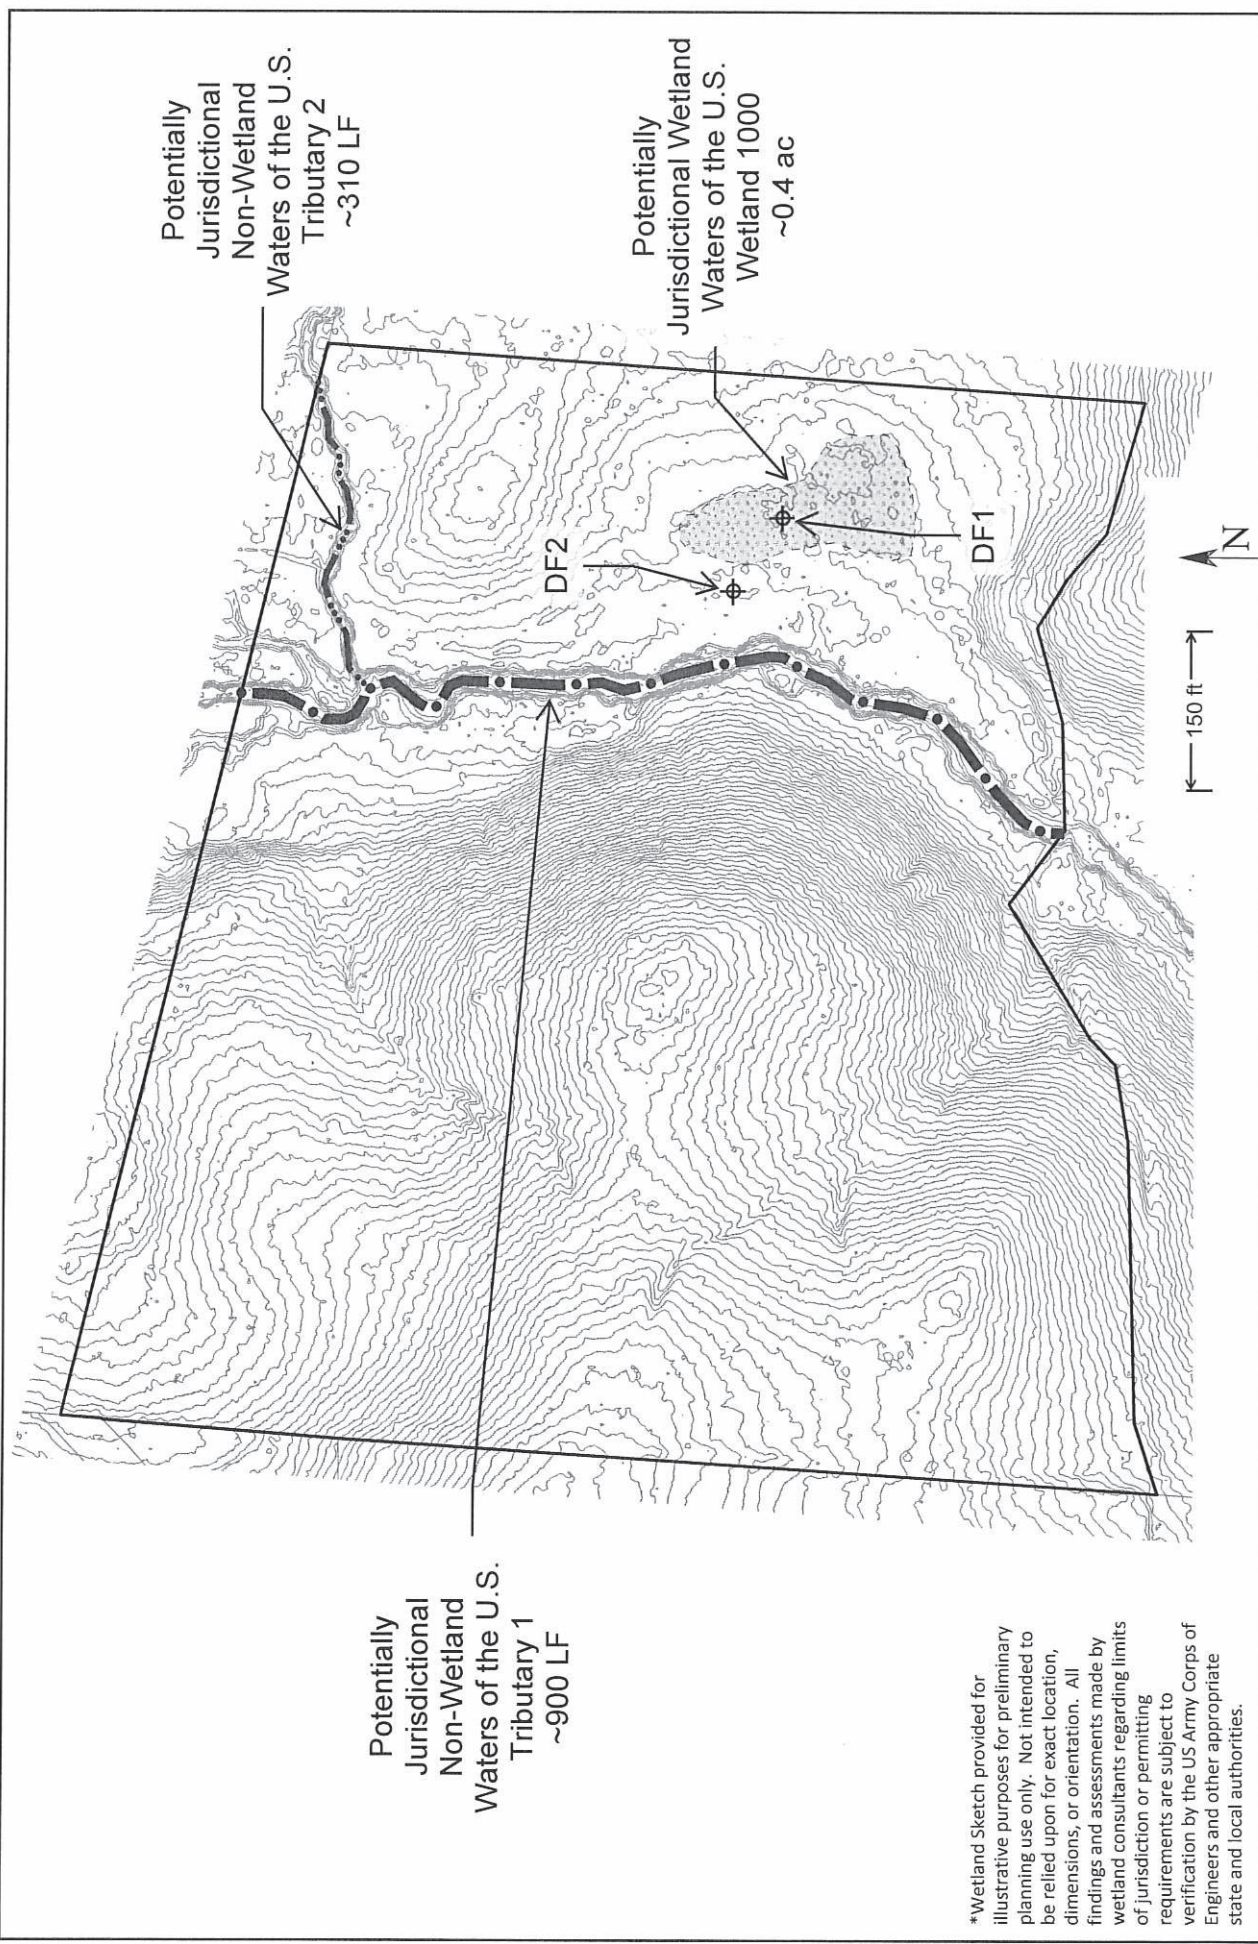 Potentially
Jurisdictional
Non-Wetland
Waters of the U.S.
Tributary 1
~900 LF
Potentially
Jurisdictional
Non-Wetland
Waters of the U.S.
Tributary 2
~310 LF
Potentially
Jurisdictional Wetland
Waters of the U.S.
Wetland 1000
~0.4 ac
DF2
DF1
150 ft
N
*Wetland Sketch provided for
illustrative purposes for preliminary
planning use only. Not intended to
be relied upon for exact location,
dimensions, or orientation. All
findings and assessments made by
wetland consultants regarding limits
of jurisdiction or permitting
requirements are subject to
verification by the US Army Corps of
Engineers and other appropriate
state and local authorities.